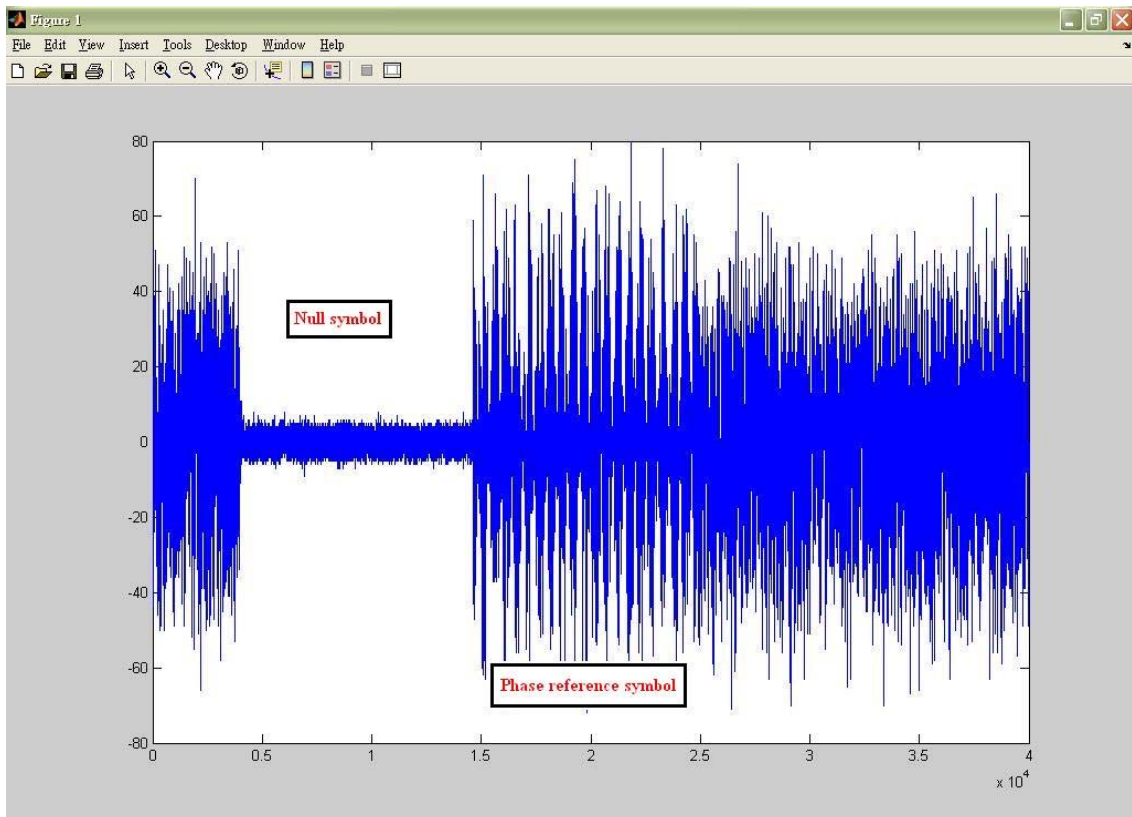 Figure 1
File Edit View Insert Tools Desktop Window Help
80
60
40
20
0
-20
-40
-60
-80
Null symbol
Phase reference symbol
0 0.5 1 1.5 2 2.5 3 3.5 4
x 10^4